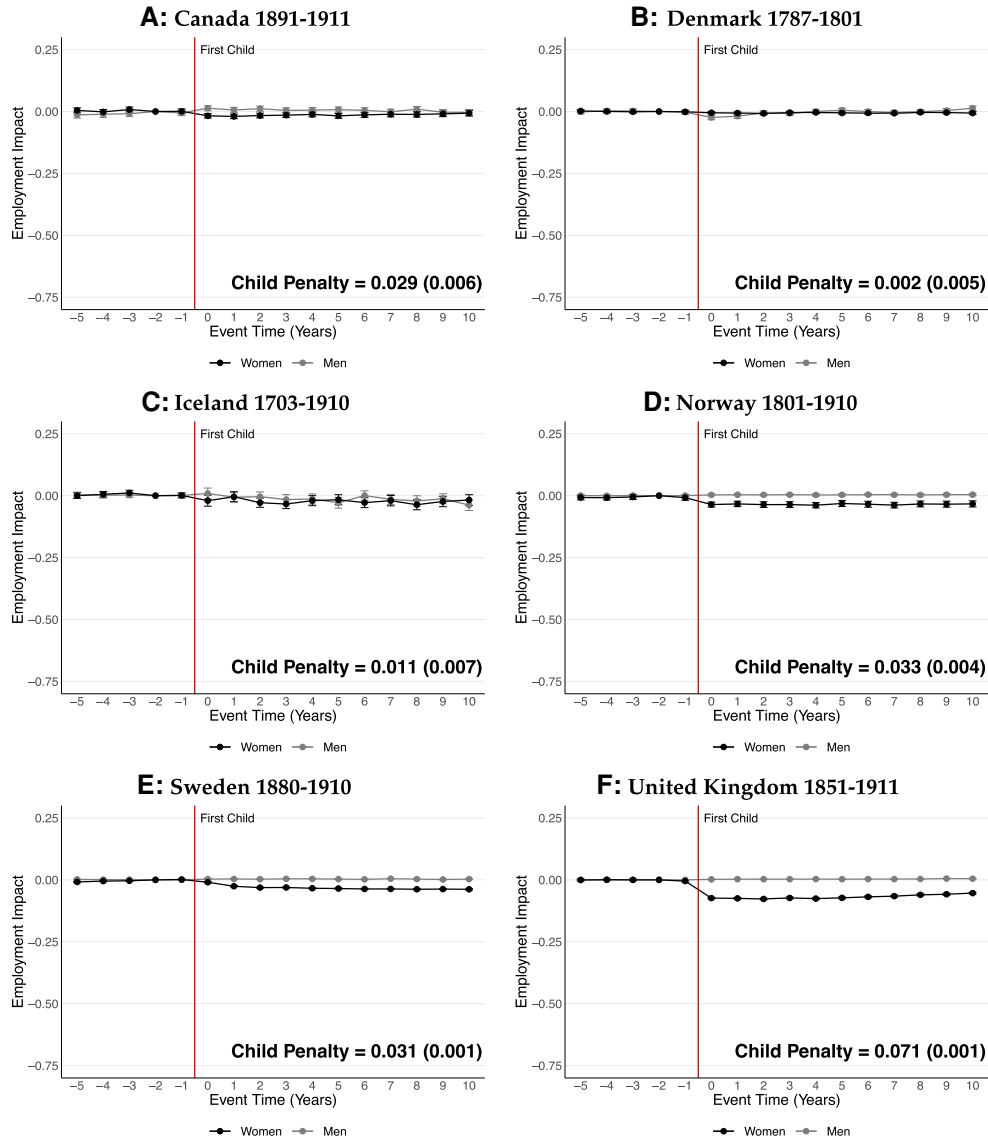 A: Canada 1891-1911
Employment Impact
0.25
0.00
−0.25
−0.50
−0.75
First Child
Child Penalty = 0.029 (0.006)
−5 −4 −3 −2 −1 0 1 2 3 4 5 6 7 8 9 10
Event Time (Years)
Women Men
B: Denmark 1787-1801
Employment Impact
0.25
0.00
−0.25
−0.50
−0.75
First Child
Child Penalty = 0.002 (0.005)
−5 −4 −3 −2 −1 0 1 2 3 4 5 6 7 8 9 10
Event Time (Years)
Women Men
C: Iceland 1703-1910
Employment Impact
0.25
0.00
−0.25
−0.50
−0.75
First Child
Child Penalty = 0.011 (0.007)
−5 −4 −3 −2 −1 0 1 2 3 4 5 6 7 8 9 10
Event Time (Years)
Women Men
D: Norway 1801-1910
Employment Impact
0.25
0.00
−0.25
−0.50
−0.75
First Child
Child Penalty = 0.033 (0.004)
−5 −4 −3 −2 −1 0 1 2 3 4 5 6 7 8 9 10
Event Time (Years)
Women Men
E: Sweden 1880-1910
Employment Impact
0.25
0.00
−0.25
−0.50
−0.75
First Child
Child Penalty = 0.031 (0.001)
−5 −4 −3 −2 −1 0 1 2 3 4 5 6 7 8 9 10
Event Time (Years)
Women Men
F: United Kingdom 1851-1911
Employment Impact
0.25
0.00
−0.25
−0.50
−0.75
First Child
Child Penalty = 0.071 (0.001)
−5 −4 −3 −2 −1 0 1 2 3 4 5 6 7 8 9 10
Event Time (Years)
Women Men